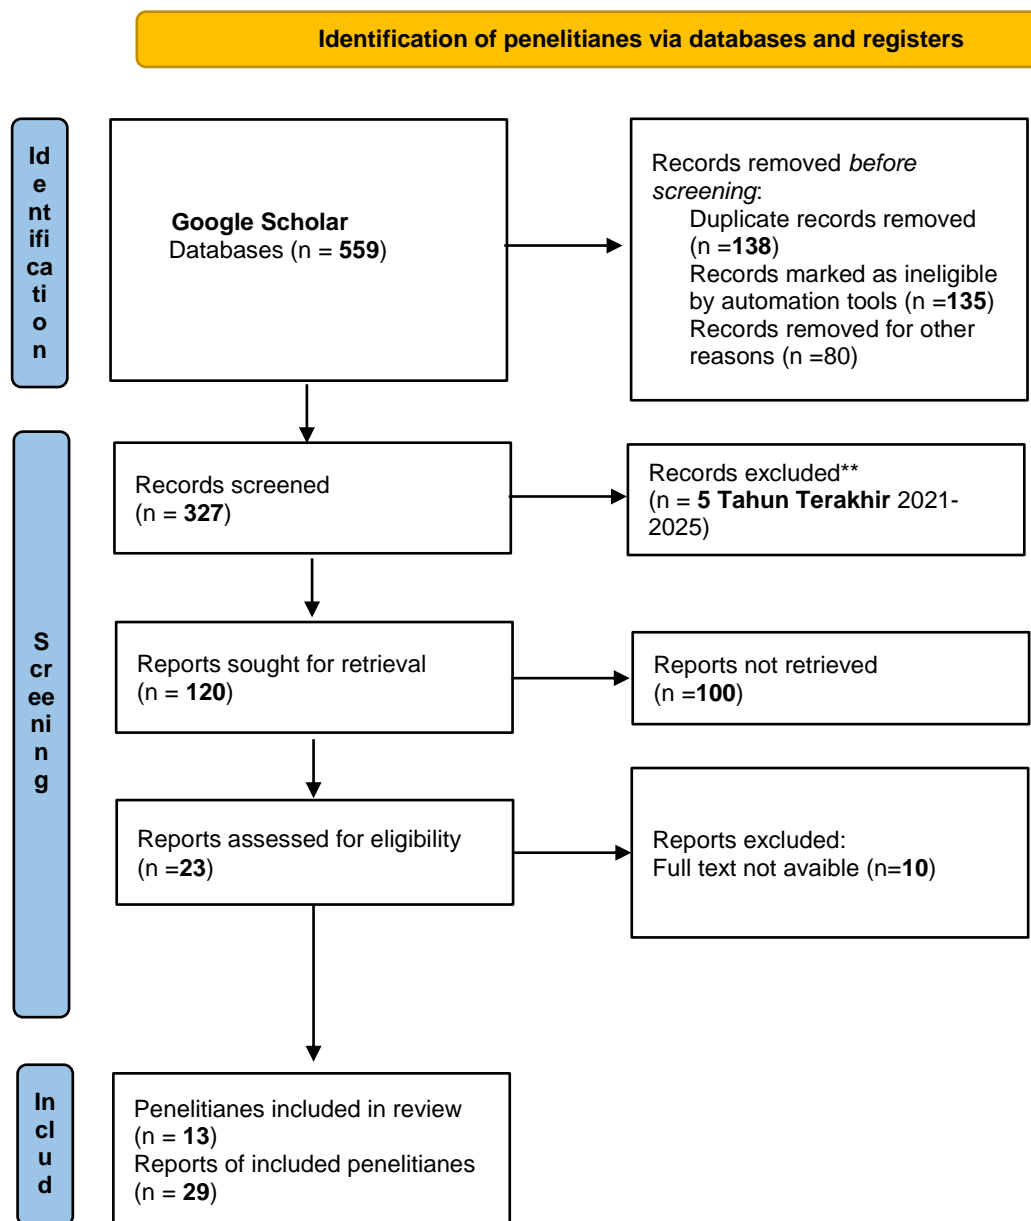 Identification of penelitianes via databases and registers
Id
e
nt
ifi
ca
ti
o
n
Google Scholar
Databases (n = 559)
Records removed before
screening:
Duplicate records removed
(n =138)
Records marked as ineligible
by automation tools (n =135)
Records removed for other
reasons (n =80)
S
cr
ee
ni
n
g
Records screened
(n = 327)
Records excluded**
(n = 5 Tahun Terakhir 2021-
2025)
Reports sought for retrieval
(n = 120)
Reports not retrieved
(n =100)
Reports assessed for eligibility
(n =23)
Reports excluded:
Full text not avaible (n=10)
In
cl
u
d
Penelitianes included in review
(n = 13)
Reports of included penelitianes
(n = 29)